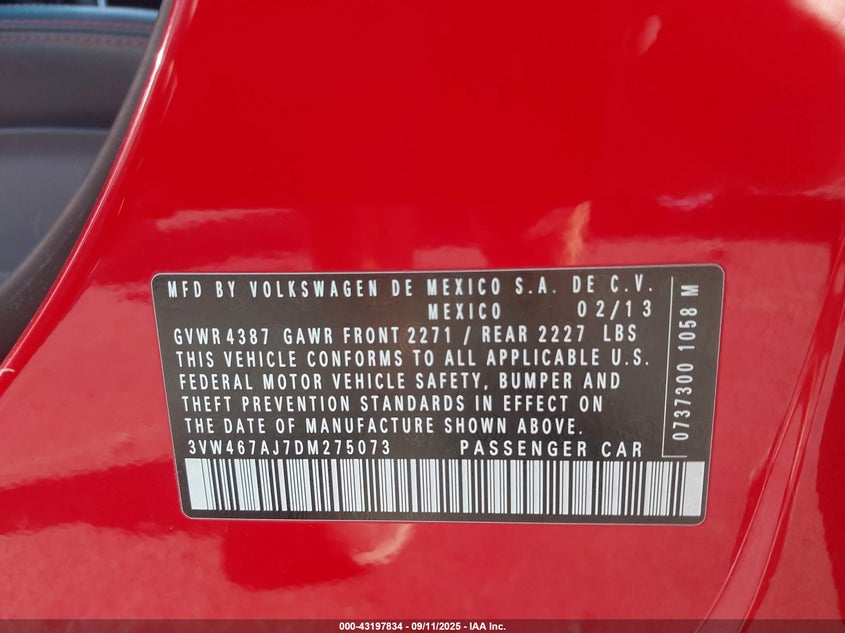 MFD BY VOLKSWAGEN DE MEXICO S.A. DE C.V.
MEXICO 02/13
GVWR 4387 GAWR FRONT 2271 / REAR 2227 LBS
THIS VEHICLE CONFORMS TO ALL APPLICABLE U.S.
FEDERAL MOTOR VEHICLE SAFETY, BUMPER AND
THEFT PREVENTION STANDARDS IN EFFECT ON
THE DATE OF MANUFACTURE SHOWN ABOVE.
3VW467AJ7DM275073 PASSENGER CAR
0737300 1058 M
000-43197834 - 09/11/2025 - IAA Inc.